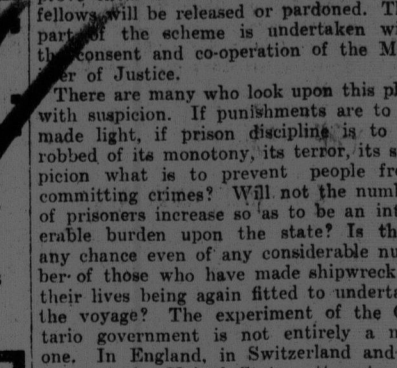 fellows will be released or pardoned. T
part of the scheme is undertaken wi
the consent and co-operation of the M
er of Justice.
There are many who look upon this pl
with suspicion. If punishments are to
made light, if prison discipline is to
robbed of its monotony, its terror, its s
picion what is to prevent people fr
committing crimes? Will not the numb
of prisoners increase so as to be an int
erable burden upon the state? Is th
any chance even of any considerable nu
ber of those who have made shipwreck
their lives being again fitted to underta
the voyage? The experiment of the
tario government is not entirely a n
one. In England, in Switzerland and